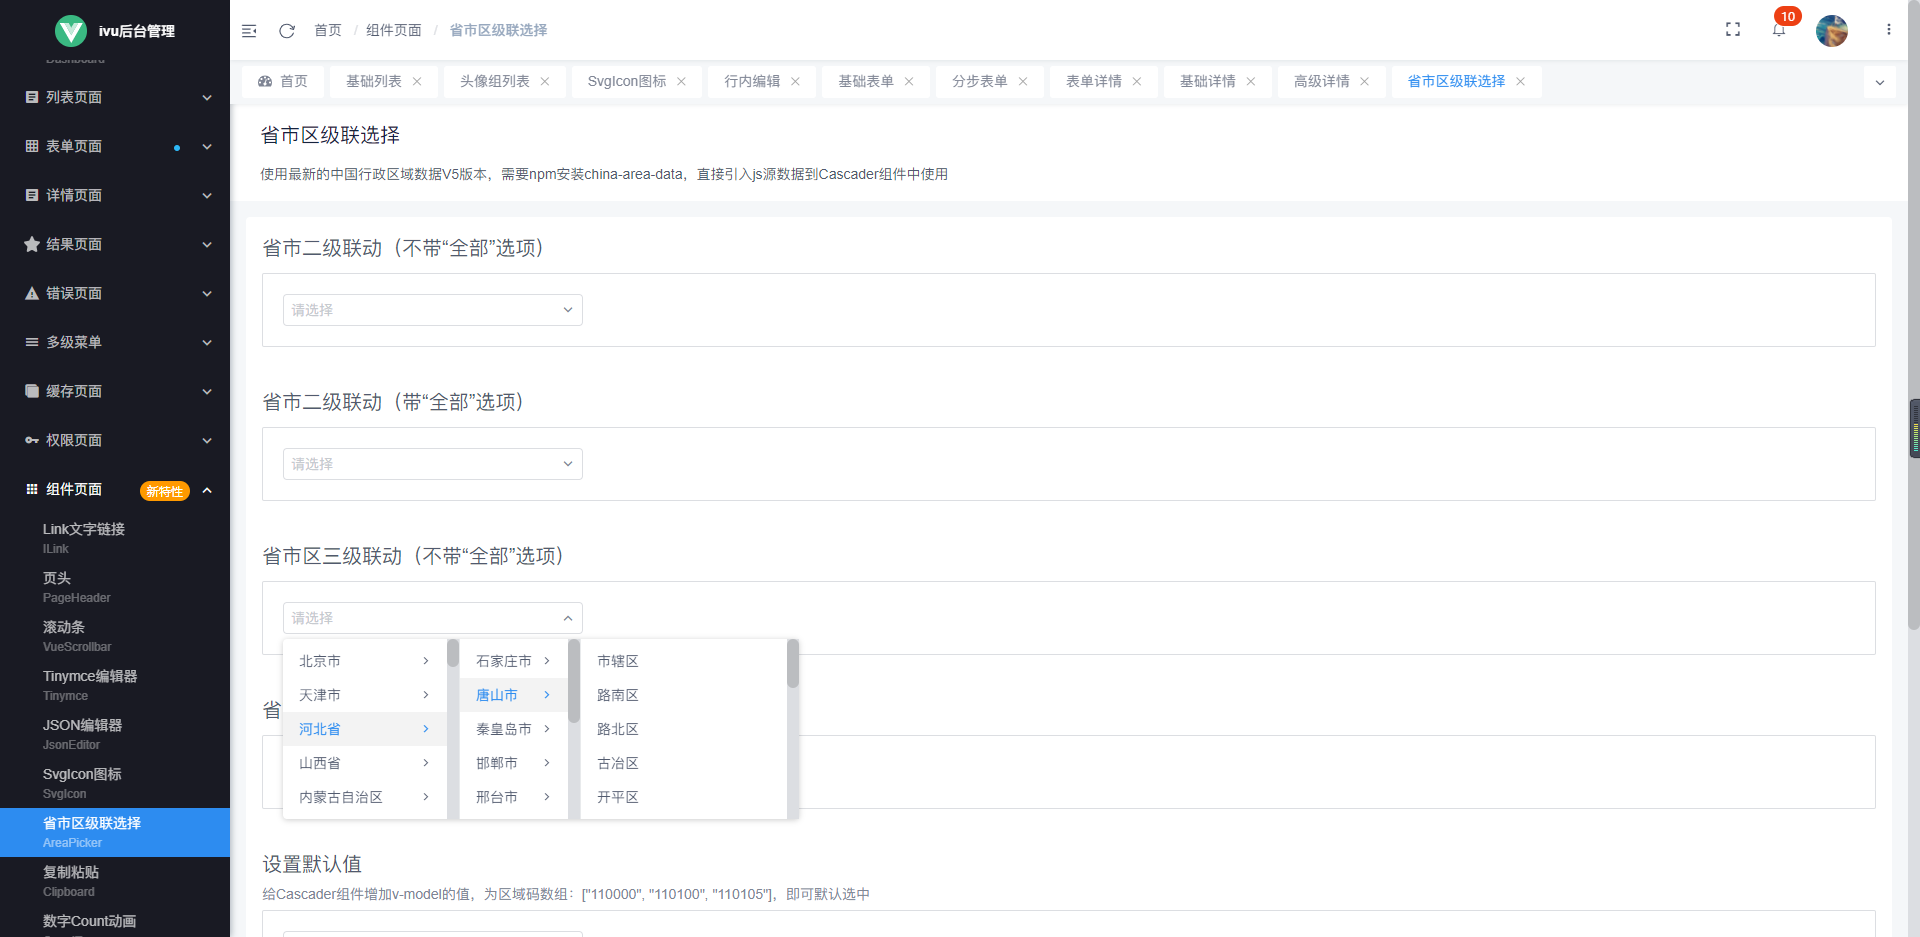 ivu后台管理
Dashboard
列表页面
表单页面
详情页面
结果页面
错误页面
多级菜单
缓存页面
权限页面
组件页面 新特性
Link文字链接
ILink
页头
PageHeader
滚动条
VueScrollbar
Tinymce编辑器
Tinymce
JSON编辑器
JsonEditor
SvgIcon图标
SvgIcon
省市区级联选择
AreaPicker
复制粘贴
Clipboard
数字Count动画
首页 / 组件页面 / 省市区级联选择
10
首页 基础列表 头像组列表 SvgIcon图标 行内编辑 基础表单 分步表单 表单详情 基础详情 高级详情 省市区级联选择
省市区级联选择
使用最新的中国行政区域数据V5版本，需要npm安装china-area-data，直接引入js源数据到Cascader组件中使用
省市二级联动（不带“全部”选项）
请选择
省市二级联动（带“全部”选项）
请选择
省市区三级联动（不带“全部”选项）
请选择
北京市 石家庄市 市辖区
天津市 唐山市 路南区
省
河北省 秦皇岛市 路北区
山西省 邯郸市 古冶区
内蒙古自治区 邢台市 开平区
设置默认值
给Cascader组件增加v-model的值，为区域码数组：["110000", "110100", "110105"]，即可默认选中